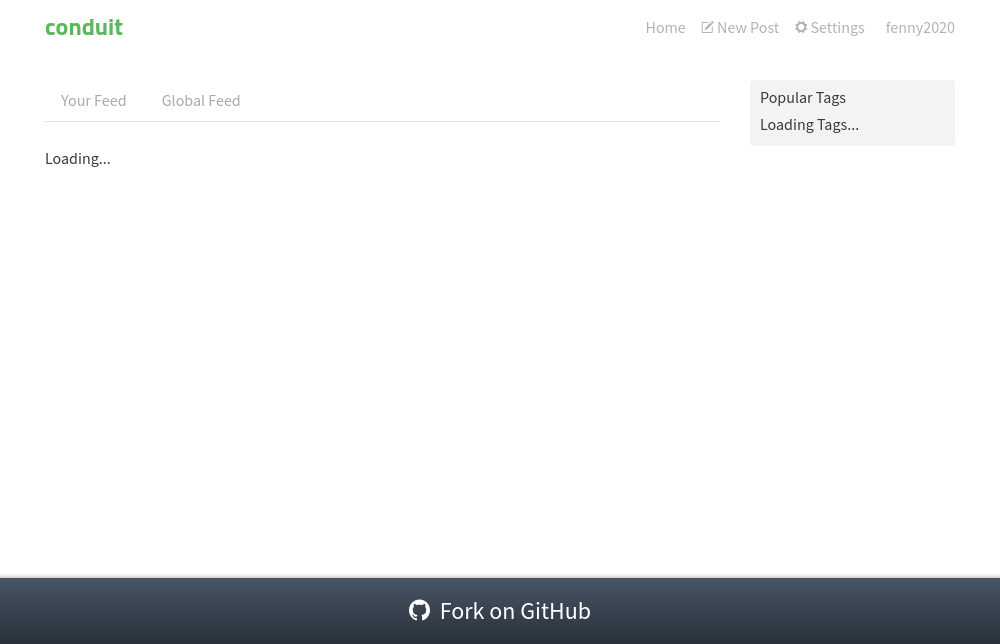 conduit
Home New Post Settings fenny2020
Your Feed Global Feed
Popular Tags
Loading Tags...
Loading...
Fork on GitHub